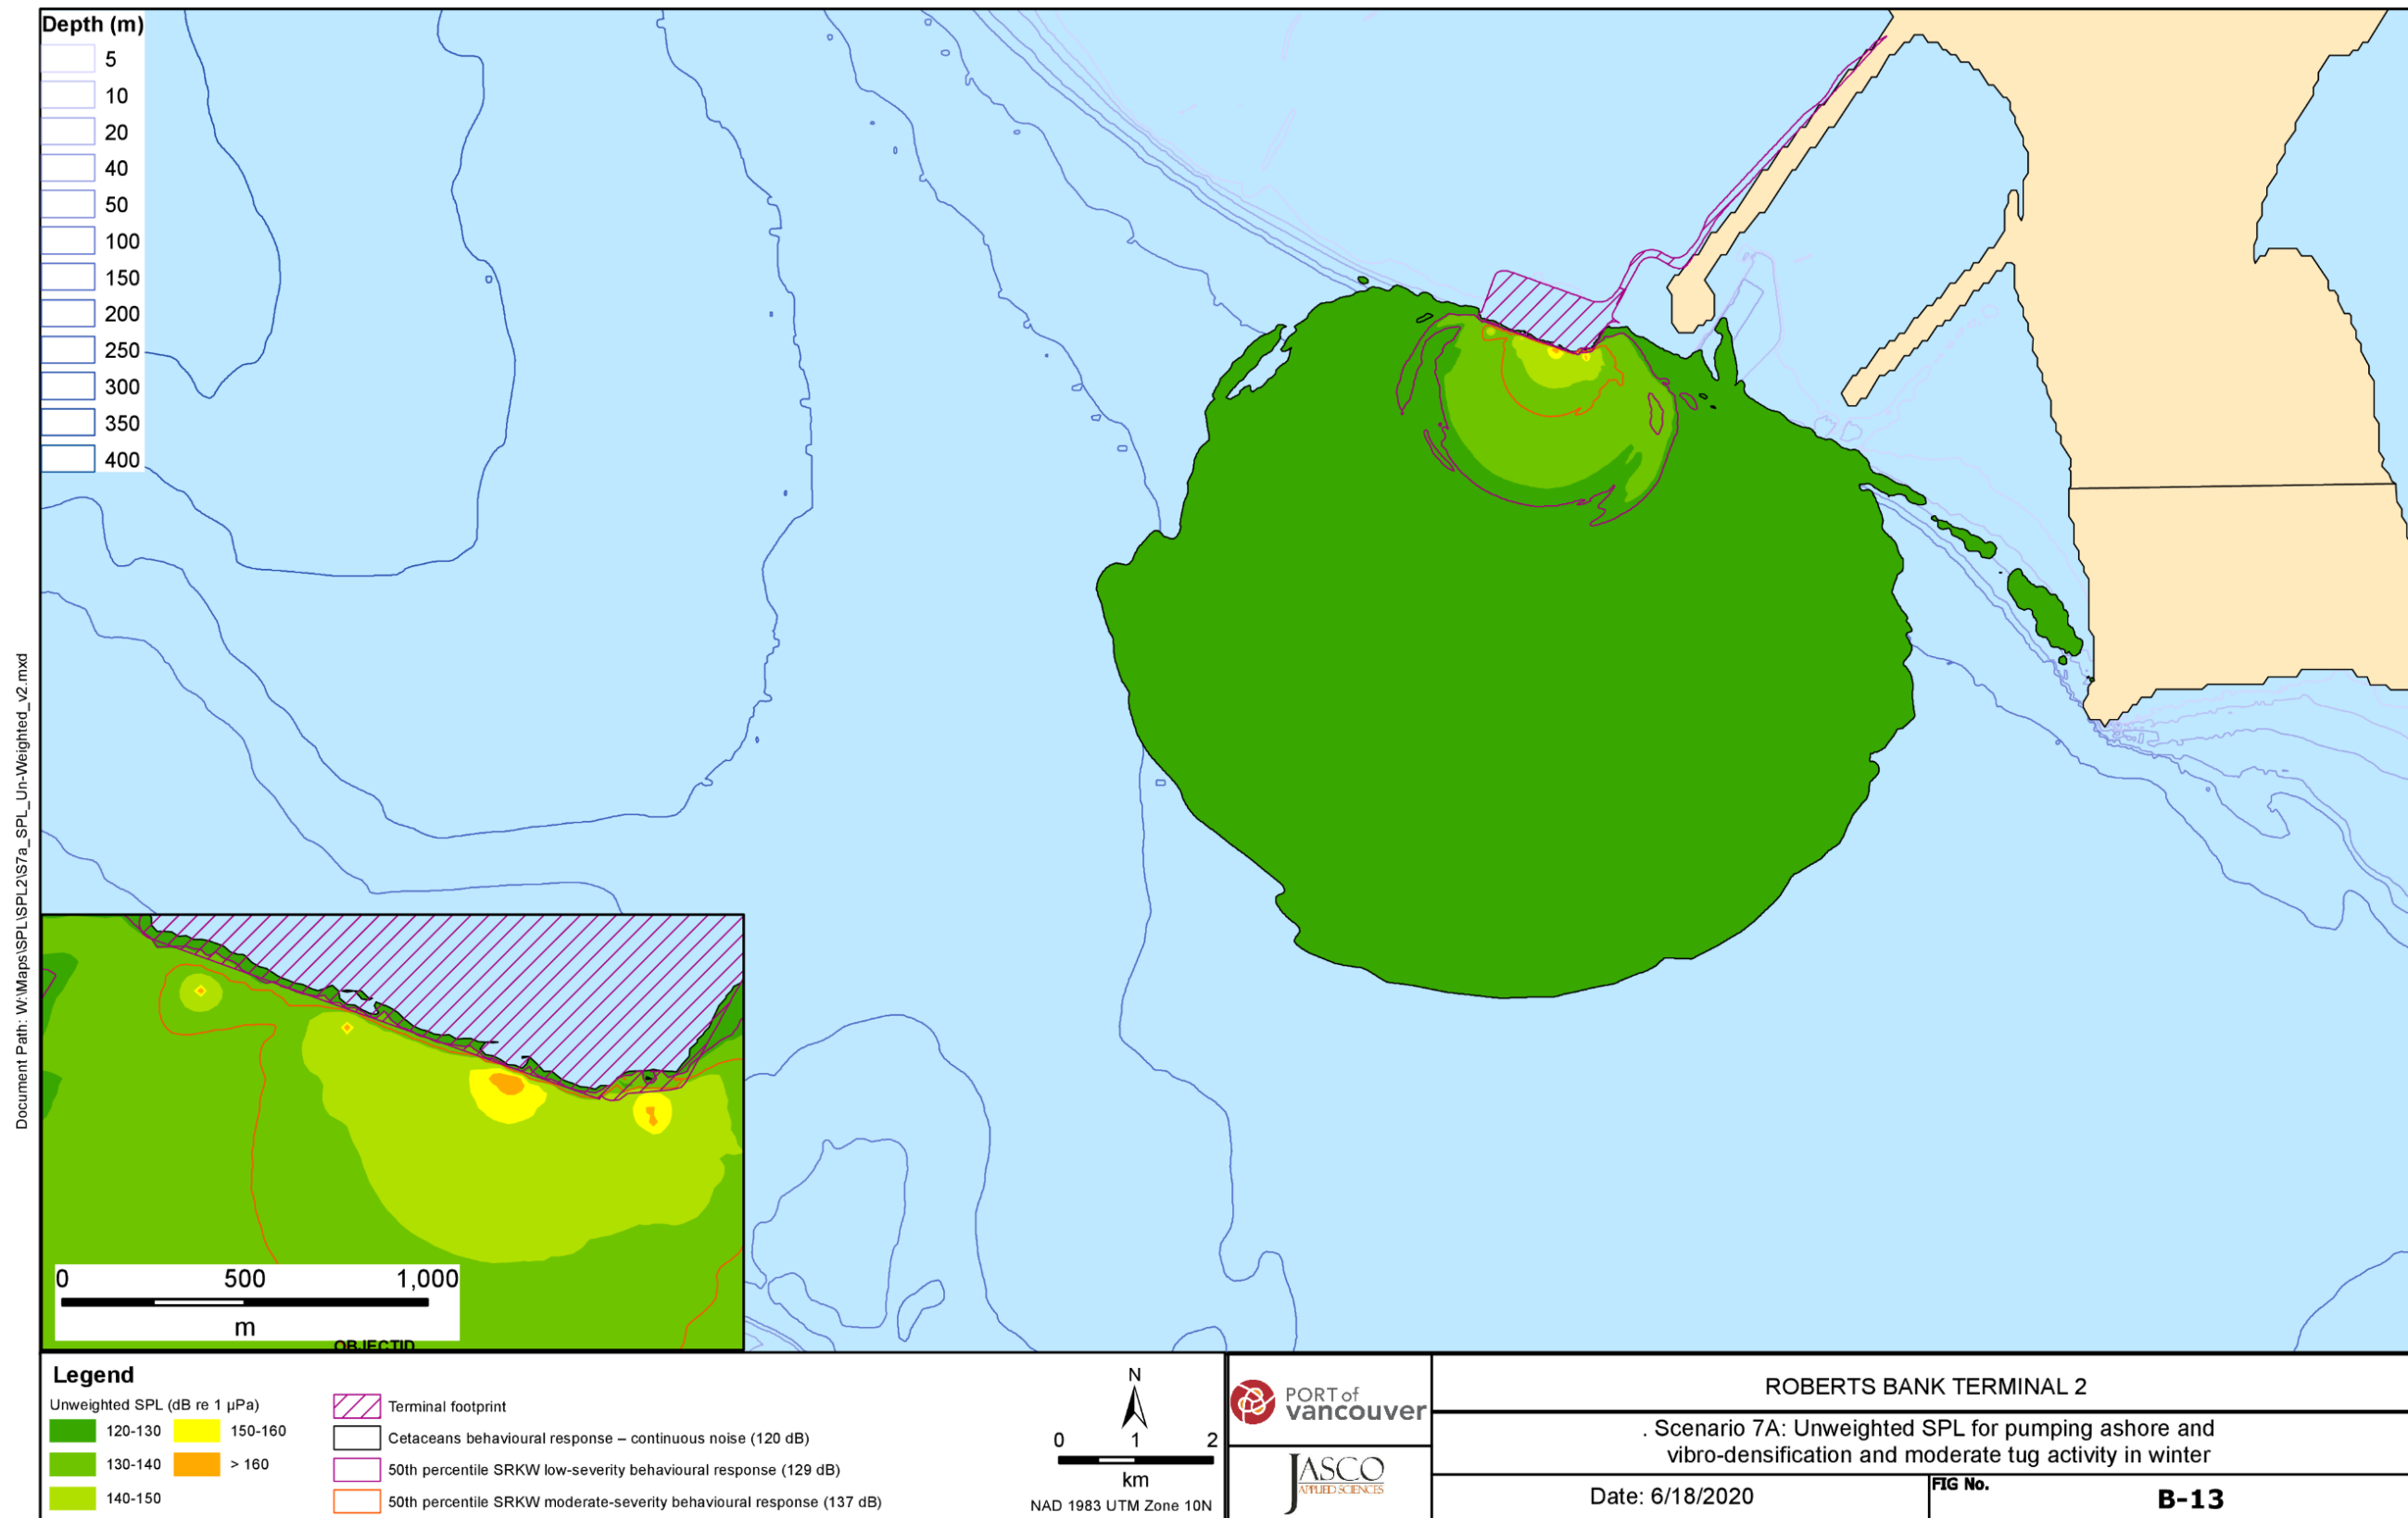 Depth (m)
5
10
20
40
50
100
150
200
250
300
350
400
Document Path: W:\Maps\SPL\SPL2\S7a_SPL_Un-Weighted_v2.mxd
0 500 1,000
m
OBJECTID
Legend
Unweighted SPL (dB re 1 µPa)
120-130
130-140
140-150
150-160
> 160
Terminal footprint
Cetaceans behavioural response – continuous noise (120 dB)
50th percentile SRKW low-severity behavioural response (129 dB)
50th percentile SRKW moderate-severity behavioural response (137 dB)
N
0 1 2
km
NAD 1983 UTM Zone 10N
PORT of
vancouver
JASCO
APPLIED SCIENCES
ROBERTS BANK TERMINAL 2
. Scenario 7A: Unweighted SPL for pumping ashore and
vibro-densification and moderate tug activity in winter
Date: 6/18/2020
FIG No.
B-13